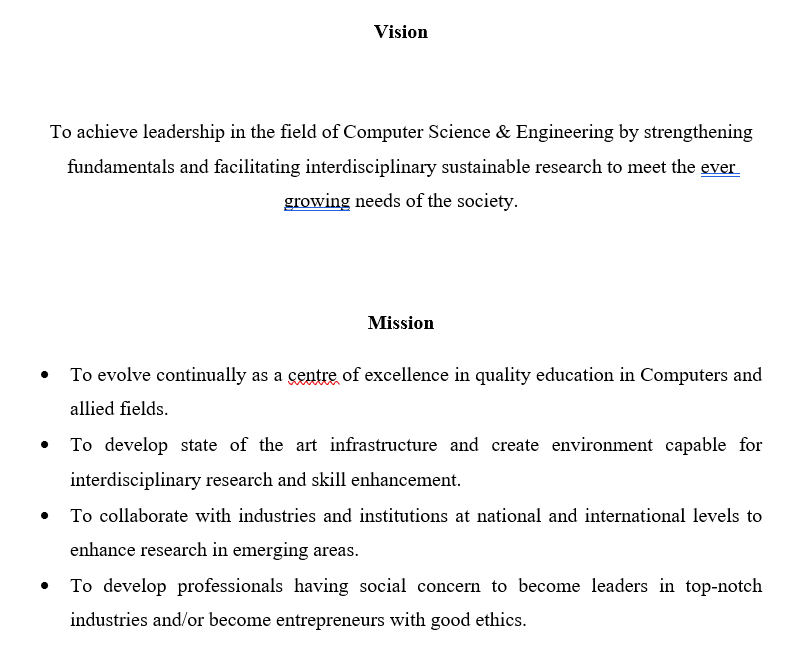 Vision
To achieve leadership in the field of Computer Science & Engineering by strengthening
fundamentals and facilitating interdisciplinary sustainable research to meet the ever
growing needs of the society.
Mission
• To evolve continually as a centre of excellence in quality education in Computers and
allied fields.
• To develop state of the art infrastructure and create environment capable for
interdisciplinary research and skill enhancement.
• To collaborate with industries and institutions at national and international levels to
enhance research in emerging areas.
• To develop professionals having social concern to become leaders in top-notch
industries and/or become entrepreneurs with good ethics.